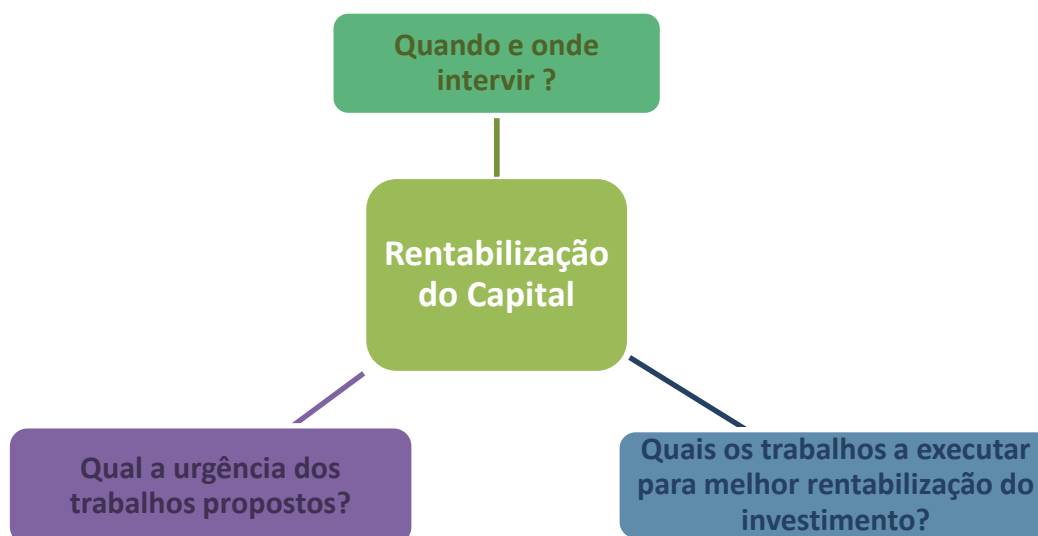 Quando e onde
intervir ?
Rentabilização
do Capital
Qual a urgência dos
trabalhos propostos?
Quais os trabalhos a executar
para melhor rentabilização do
investimento?